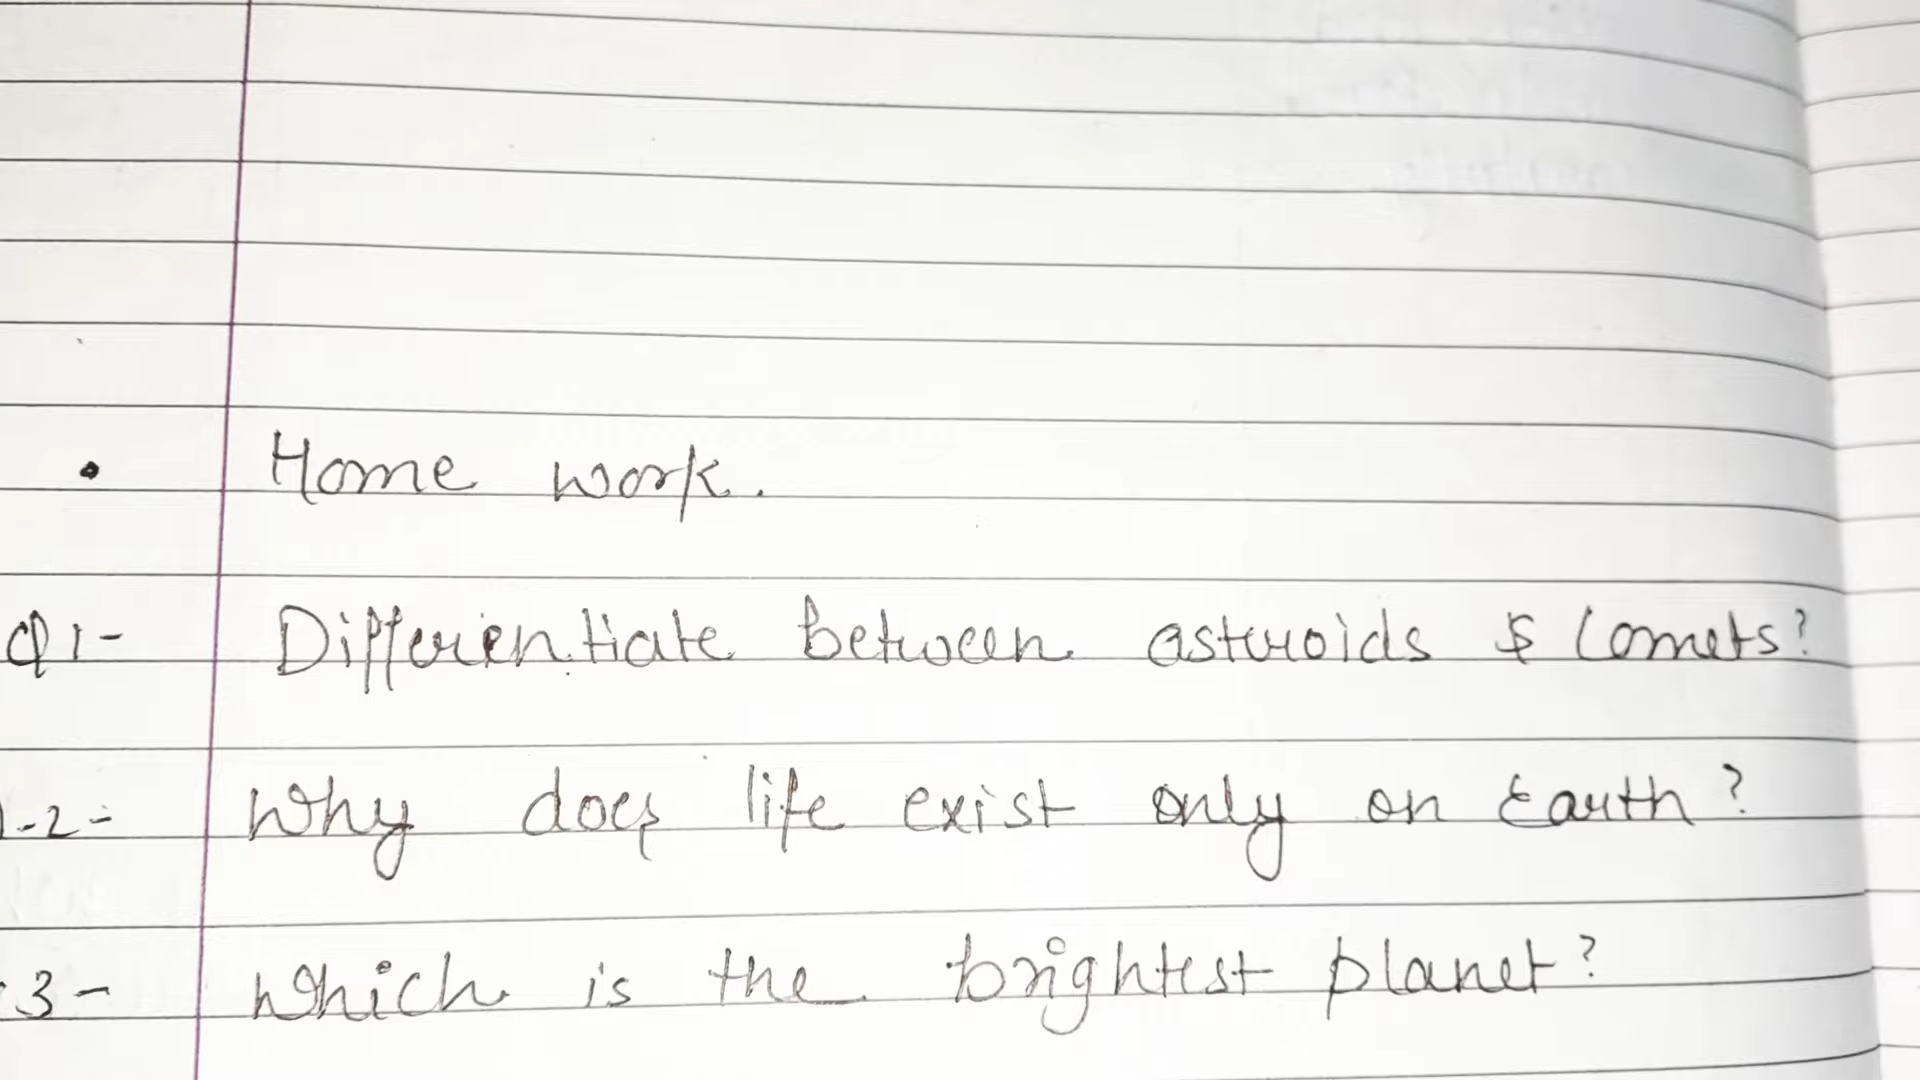 • Home work.
Q1- Differentiate between asteroids & Comets?
.2- Why does life exist only on Earth?
.3- Which is the brightest planet?